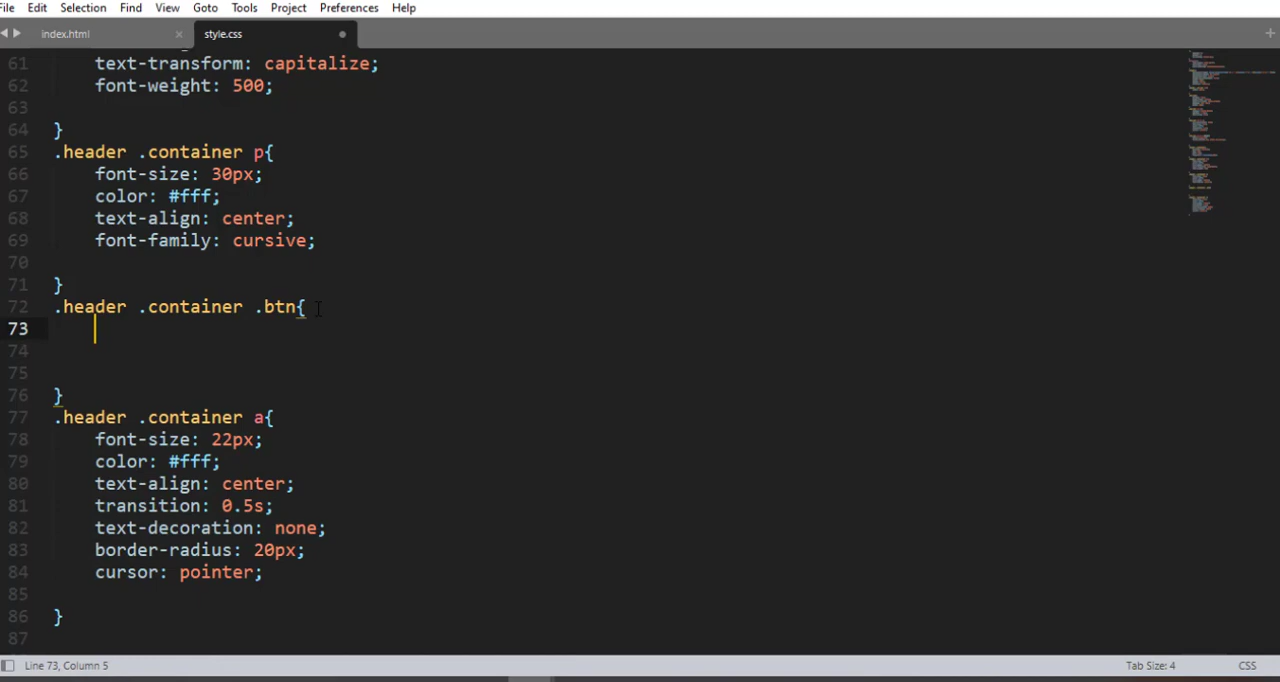 File Edit Selection Find View Goto Tools Project Preferences Help
index.html style.css
61 text-transform: capitalize;
62 font-weight: 500;
63
64 }
65 .header .container p{
66 font-size: 30px;
67 color: #fff;
68 text-align: center;
69 font-family: cursive;
70
71 }
72 .header .container .btn{
73
74
75
76 }
77 .header .container a{
78 font-size: 22px;
79 color: #fff;
80 text-align: center;
81 transition: 0.5s;
82 text-decoration: none;
83 border-radius: 20px;
84 cursor: pointer;
85
86 }
87
Line 73, Column 5 Tab Size: 4 CSS